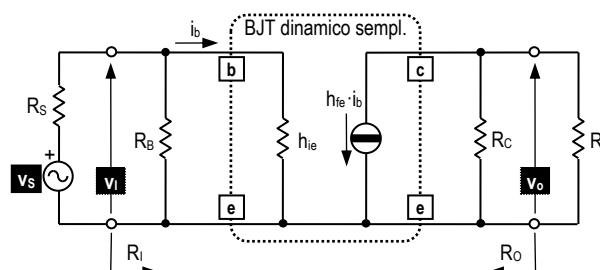 BJT dinamico sempl.
i_b
b
c
R_S
h_fe·i_b
R_B
h_ie
R_C
R
+
v_S
v_I
v_o
e
e
R_I
R_O